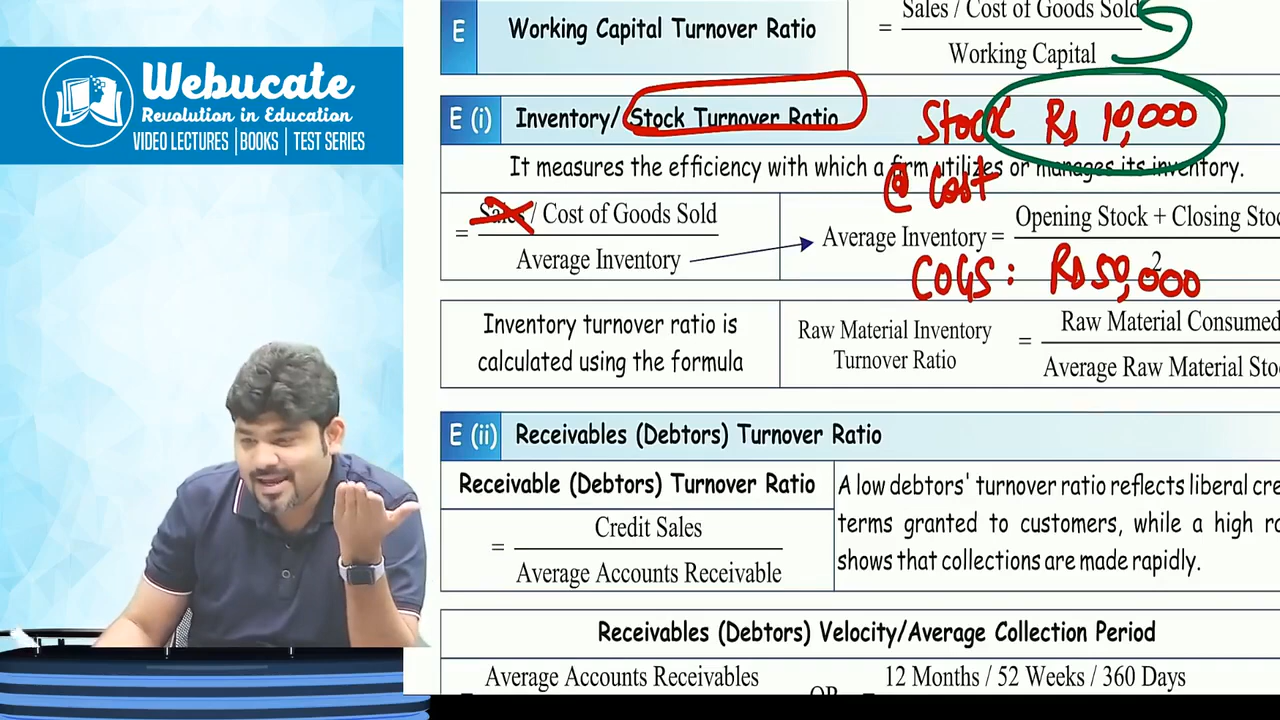 Webucate
Revolution in Education
VIDEO LECTURES | BOOKS | TEST SERIES
E
Working Capital Turnover Ratio
= Sales / Cost of Goods Sold
Working Capital
E (i)
Inventory/ Stock Turnover Ratio
Stock Rs 10,000
It measures the efficiency with which a firm utilizes or manages its inventory.
@ Cost
= Sales / Cost of Goods Sold
Average Inventory
Average Inventory = Opening Stock + Closing Stoc
2
COGS : Rs 50,000
Inventory turnover ratio is
calculated using the formula
Raw Material Inventory
Turnover Ratio
= Raw Material Consumed
Average Raw Material Stoc
E (ii)
Receivables (Debtors) Turnover Ratio
Receivable (Debtors) Turnover Ratio
= Credit Sales
Average Accounts Receivable
A low debtors' turnover ratio reflects liberal cre
terms granted to customers, while a high ra
shows that collections are made rapidly.
Receivables (Debtors) Velocity/Average Collection Period
Average Accounts Receivables
OR
12 Months / 52 Weeks / 360 Days